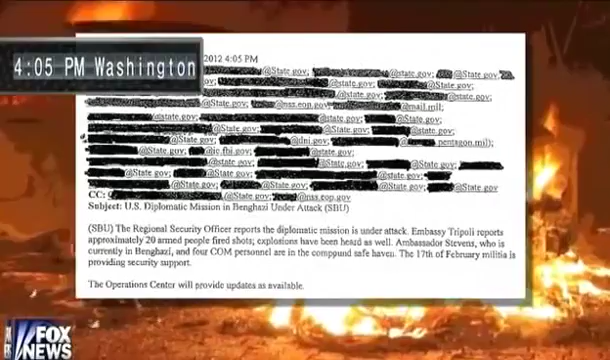 4:05 PM Washington
2012 4:05 PM
@State.gov; @state.gov; @State.gov
@State.gov; @state.gov;
@state.gov; @state.gov;
@State.gov; @nss.eop.gov; @mail.mil;
@state.gov; @State.gov;
@State.gov; @State.gov;
@State.gov; @dni.gov; pentagon.mil);
@State.gov; @ic.fbi.gov; @State.gov;
@state.gov; @State.gov;
@State.gov;
@State.gov; @State.gov; @State.gov;
CC: @State.gov; @nss.eop.gov
Subject: U.S. Diplomatic Mission in Benghazi Under Attack (SBU)
(SBU) The Regional Security Officer reports the diplomatic mission is under attack. Embassy Tripoli reports
approximately 20 armed people fired shots; explosions have been heard as well. Ambassador Stevens, who is
currently in Benghazi, and four COM personnel are in the compound safe haven. The 17th of February militia is
providing security support.
The Operations Center will provide updates as available.
FOX
NEWS